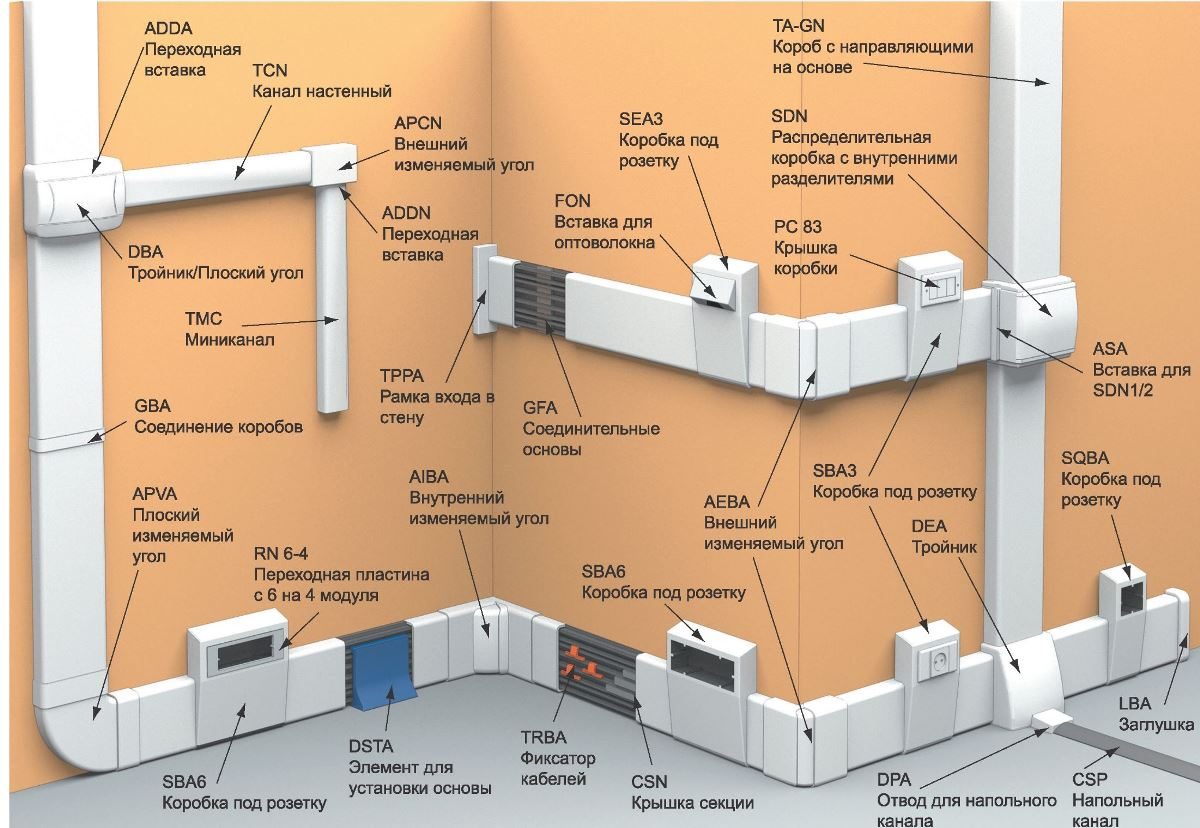 ADDA
Переходная
вставка
TCN
Канал настенный
APCN
Внешний
изменяемый угол
SEA3
Коробка под
розетку
TA-GN
Короб с направляющими
на основе
SDN
Распределительная
коробка с внутренними
разделителями
FON
Вставка для
оптоволокна
PC 83
Крышка
коробки
ADDN
Переходная
вставка
DBA
Тройник/Плоский угол
TMC
Миниканал
TPPA
Рамка входа в
стену
GFA
Соединительные
основы
ASA
Вставка для
SDN1/2
GBA
Соединение коробов
APVA
Плоский
изменяемый
угол
AIBA
Внутренний
изменяемый угол
AEBA
Внешний
изменяемый угол
SBA3
Коробка под розетку
SQBA
Коробка под
розетку
DEA
Тройник
RN 6-4
Переходная пластина
с 6 на 4 модуля
SBA6
Коробка под розетку
SBA6
Коробка под розетку
DSTA
Элемент для
установки основы
TRBA
Фиксатор
кабелей
CSN
Крышка секции
DPA
Отвод для напольного
канала
CSP
Напольный
канал
LBA
Заглушка